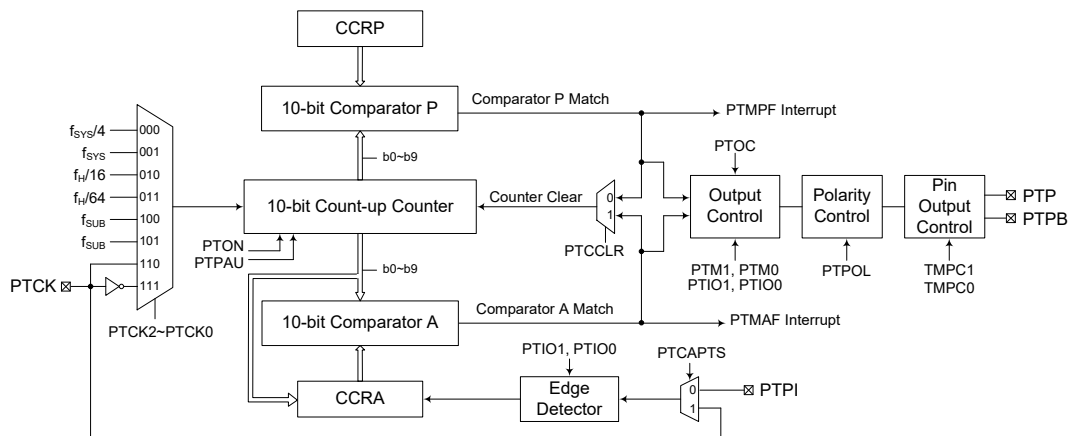 CCRP
10-bit Comparator P
Comparator P Match
PTMPF Interrupt
b0~b9
fSYS/4 000
fSYS 001
fH/16 010
fH/64 011
fSUB 100
fSUB 101
110
111
PTCK
PTCK2~PTCK0
10-bit Count-up Counter
PTON
PTPAU
Counter Clear
0
1
PTCCLR
PTOC
Output
Control
PTM1, PTM0
PTIO1, PTIO0
Polarity
Control
PTPOL
Pin
Output
Control
TMPC1
TMPC0
PTP
PTPB
b0~b9
10-bit Comparator A
Comparator A Match
PTMAF Interrupt
CCRA
PTIO1, PTIO0
Edge
Detector
PTCAPTS
0
1
PTPI